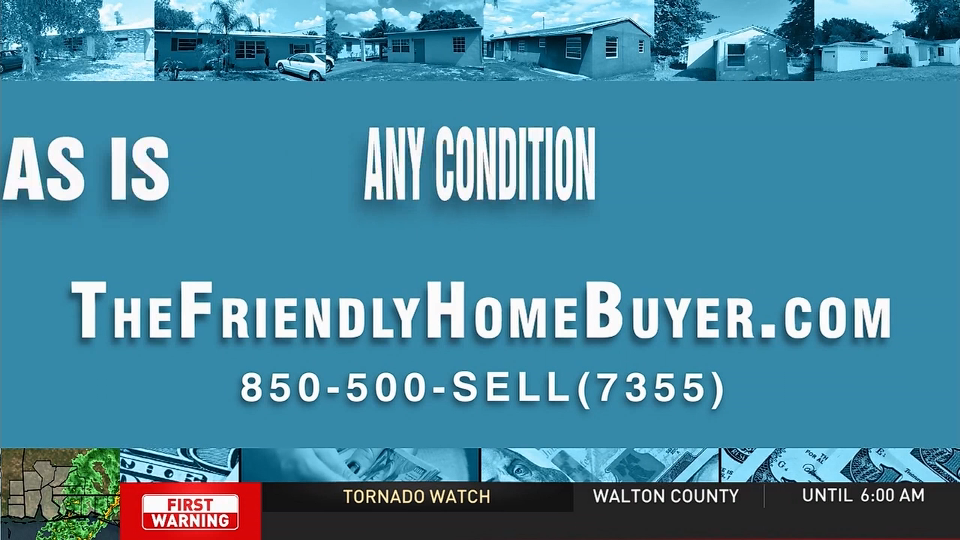 AS IS
ANY CONDITION
THEFRIENDLYHOMEBUYER.COM
850-500-SELL(7355)
FIRST
WARNING
TORNADO WATCH
WALTON COUNTY
UNTIL 6:00 AM